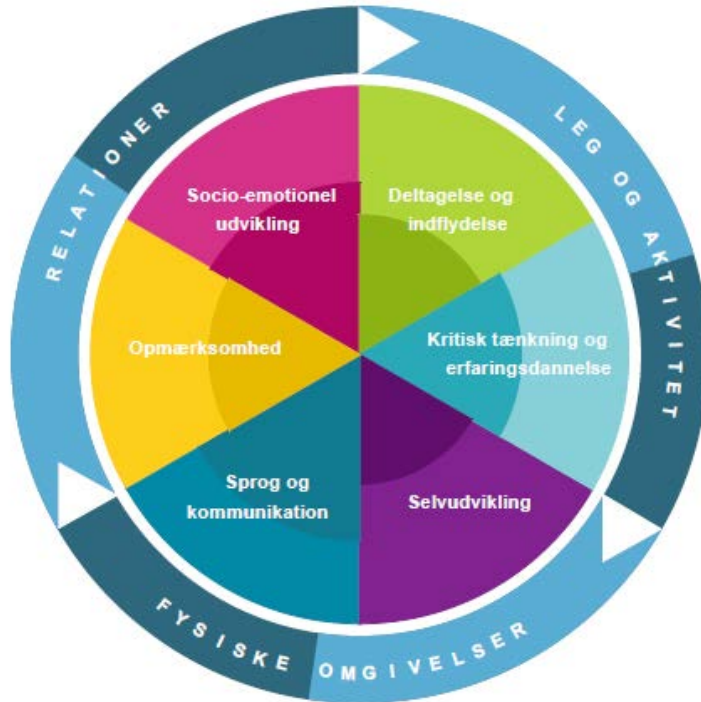 RELATIONER
LEG OG AKTIVITET
Socio-emotionel
udvikling
Deltagelse og
indflydelse
Opmærksomhed
Kritisk tænkning og
erfaringsdannelse
Sprog og
kommunikation
Selvudvikling
FYSISKE OMGIVELSER